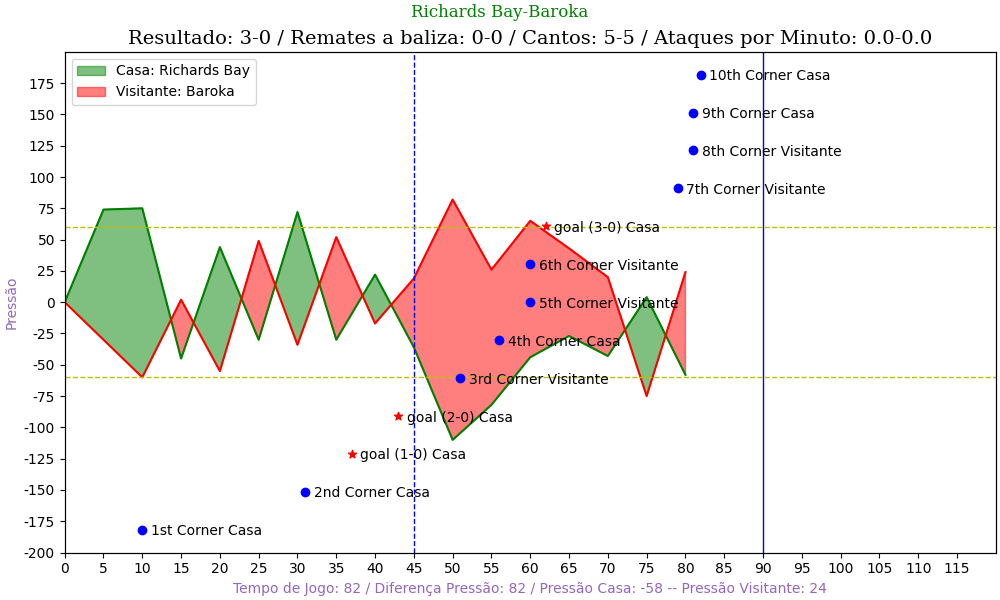 Richards Bay-Baroka
Resultado: 3-0 / Remates a baliza: 0-0 / Cantos: 5-5 / Ataques por Minuto: 0.0-0.0
Casa: Richards Bay
Visitante: Baroka
10th Corner Casa
9th Corner Casa
8th Corner Visitante
7th Corner Visitante
goal (3-0) Casa
6th Corner Visitante
5th Corner Visitante
4th Corner Casa
3rd Corner Visitante
goal (2-0) Casa
goal (1-0) Casa
2nd Corner Casa
1st Corner Casa
Pressão
175
150
125
100
75
50
25
0
-25
-50
-75
-100
-125
-150
-175
-200
0 5 10 15 20 25 30 35 40 45 50 55 60 65 70 75 80 85 90 95 100 105 110 115
Tempo de Jogo: 82 / Diferença Pressão: 82 / Pressão Casa: -58 -- Pressão Visitante: 24